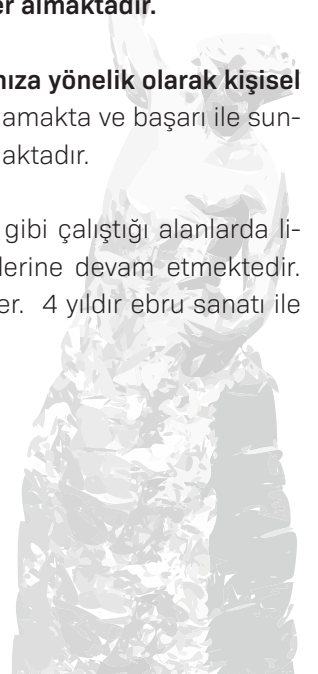 er almaktadır.
nıza yönelik olarak kişisel
amakta ve başarı ile sun-
aktadır.
gibi çalıştığı alanlarda li-
lerine devam etmektedir.
er. 4 yıldır ebru sanatı ile